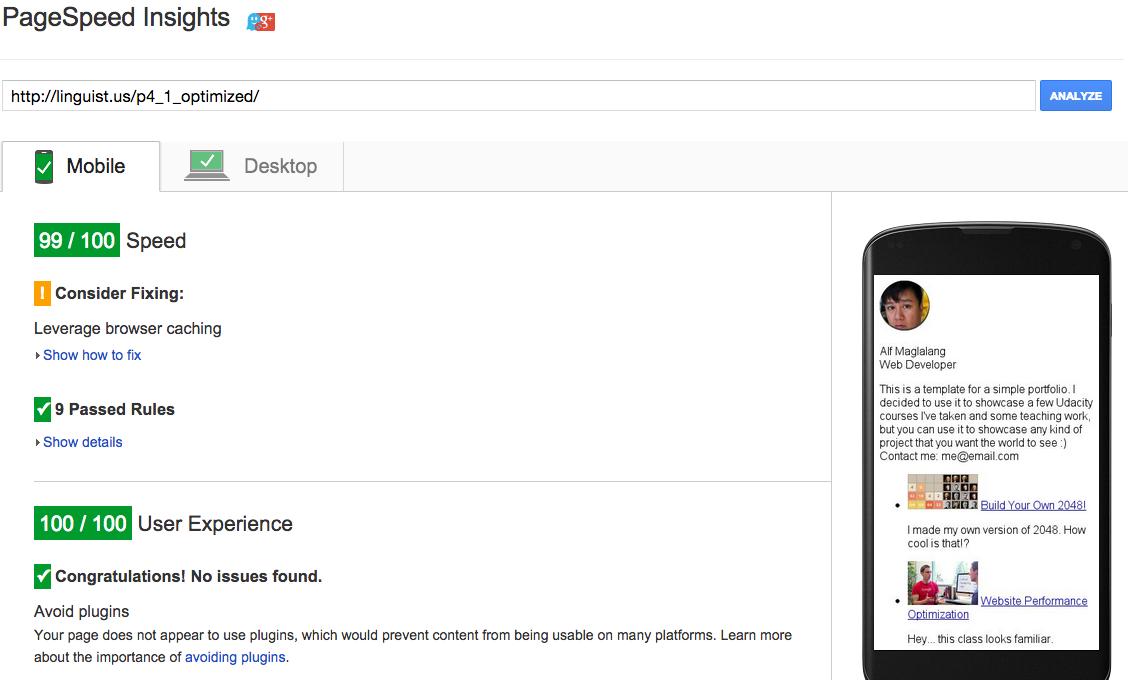 PageSpeed Insights
g+
http://linguist.us/p4_1_optimized/
ANALYZE
Mobile
Desktop
99 / 100 Speed
! Consider Fixing:
Leverage browser caching
Show how to fix
9 Passed Rules
Show details
100 / 100 User Experience
Congratulations! No issues found.
Avoid plugins
Your page does not appear to use plugins, which would prevent content from being usable on many platforms. Learn more
about the importance of avoiding plugins.
Alf Maglalang
Web Developer
This is a template for a simple portfolio. I
decided to use it to showcase a few Udacity
courses I've taken and some teaching work,
but you can use it to showcase any kind of
project that you want the world to see :)
Contact me: me@email.com
Build Your Own 2048!
I made my own version of 2048. How
cool is that!?
Website Performance
Optimization
Hey... this class looks familiar.